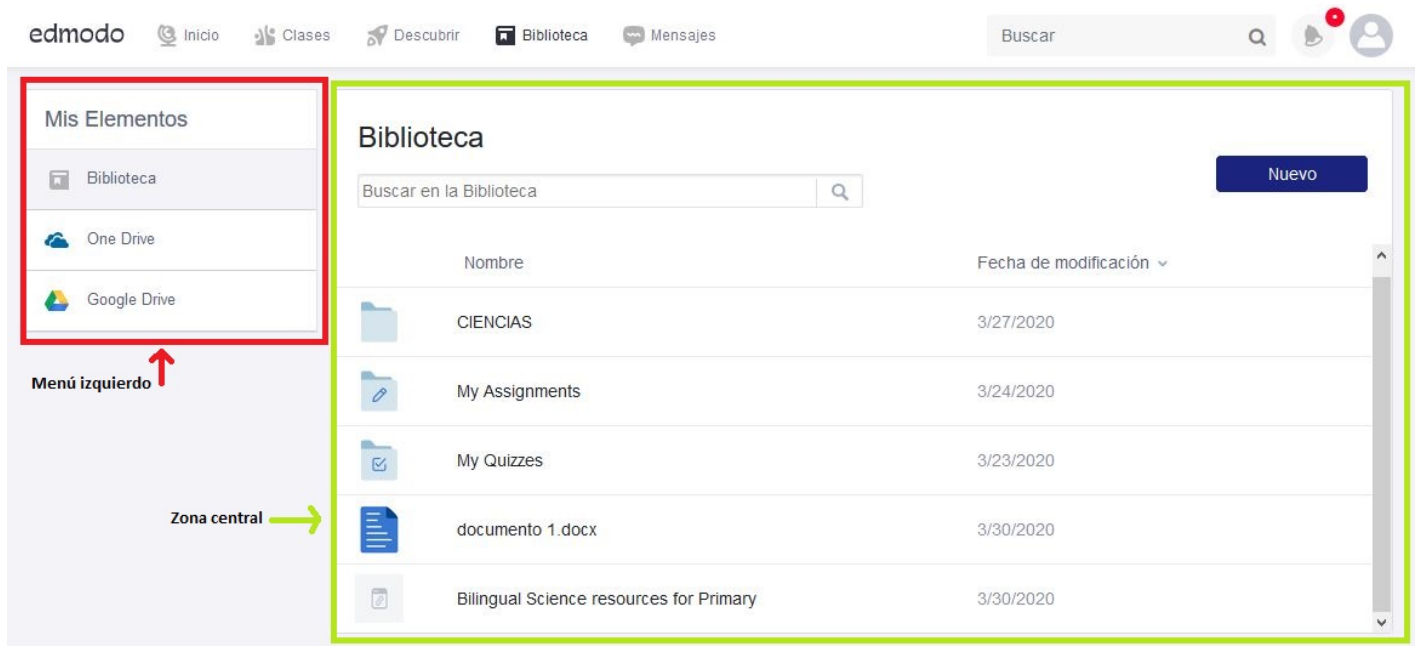 edmodo Inicio Clases Descubrir Biblioteca Mensajes Buscar
Mis Elementos
Biblioteca
One Drive
Google Drive
Menú izquierdo
Zona central
Biblioteca
Buscar en la Biblioteca
Nuevo
Nombre Fecha de modificación
CIENCIAS 3/27/2020
My Assignments 3/24/2020
My Quizzes 3/23/2020
documento 1.docx 3/30/2020
Bilingual Science resources for Primary 3/30/2020